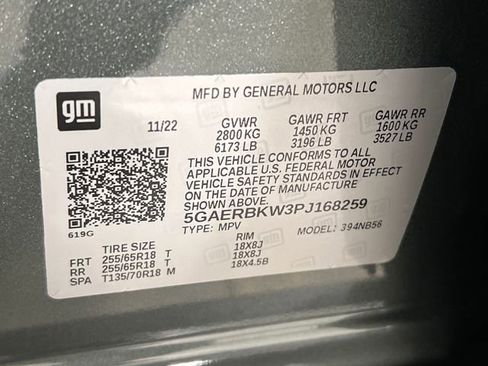 MFD BY GENERAL MOTORS LLC
gm
11/22 GVWR GAWR FRT GAWR RR
2800 KG 1450 KG 1600 KG
6173 LB 3196 LB 3527 LB
THIS VEHICLE CONFORMS TO ALL
APPLICABLE U.S. FEDERAL MOTOR
VEHICLE SAFETY STANDARDS IN EFFECT
ON THE DATE OF MANUFACTURE
SHOWN ABOVE.
5GAERBKW3PJ168259
TYPE: MPV MODEL: 394NB56
619G
TIRE SIZE RIM
FRT 255/65R18 T 18X8J
RR 255/65R18 T 18X8J
SPA T135/70R18 M 18X4.5B